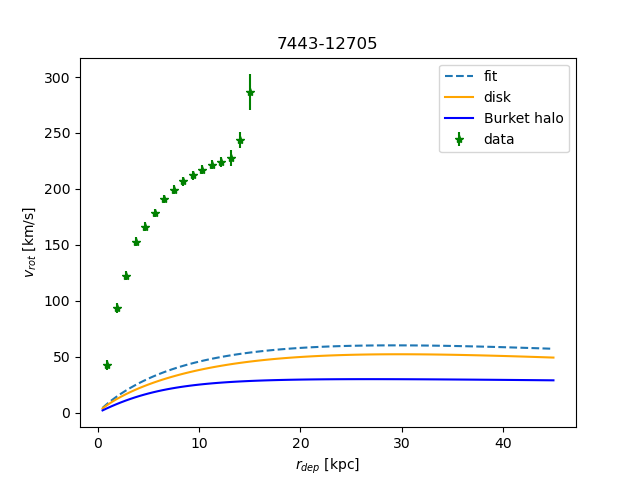 7443-12705
300
250
200
150
100
50
0
v_rot [km/s]
fit
disk
Burket halo
data
0 10 20 30 40
r_dep [kpc]